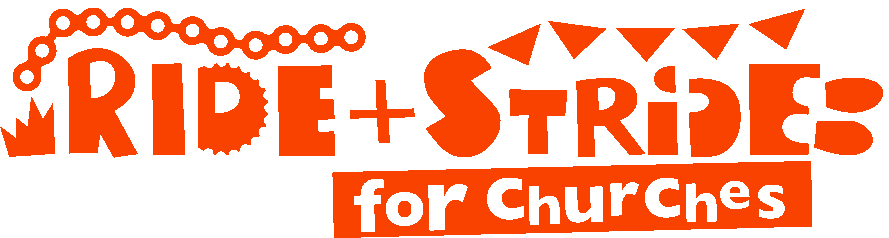 RIDE + STRiDE
for Churches